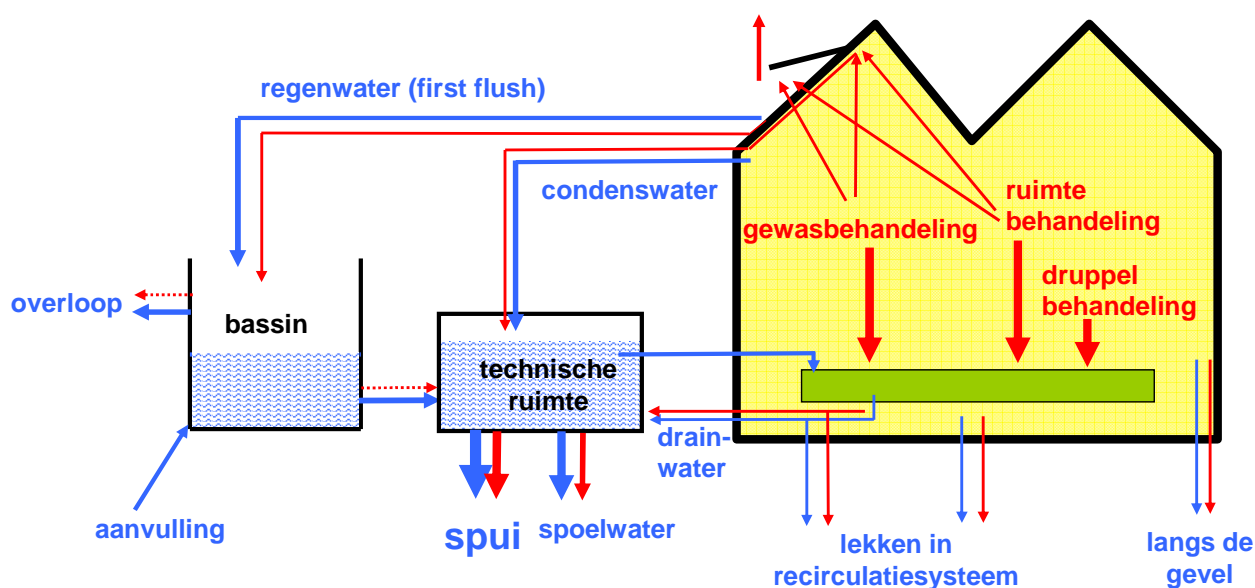 regenwater (first flush)
condenswater
ruimte
behandeling
gewasbehandeling
druppel
behandeling
overloop
bassin
technische
ruimte
drain-
water
aanvulling
spui
spoelwater
lekken in
recirculatiesysteem
langs de
gevel